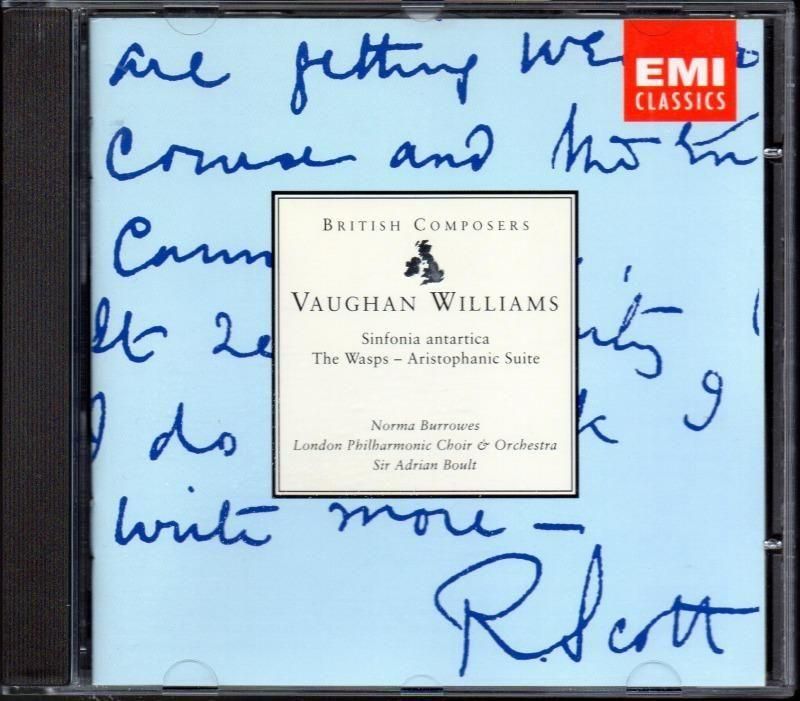 are getting we
EMI
CLASSICS
course and the en
BRITISH COMPOSERS
VAUGHAN WILLIAMS
Sinfonia antartica
The Wasps – Aristophanic Suite
Norma Burrowes
London Philharmonic Choir & Orchestra
Sir Adrian Boult
I do k I
write more –
R. Scott